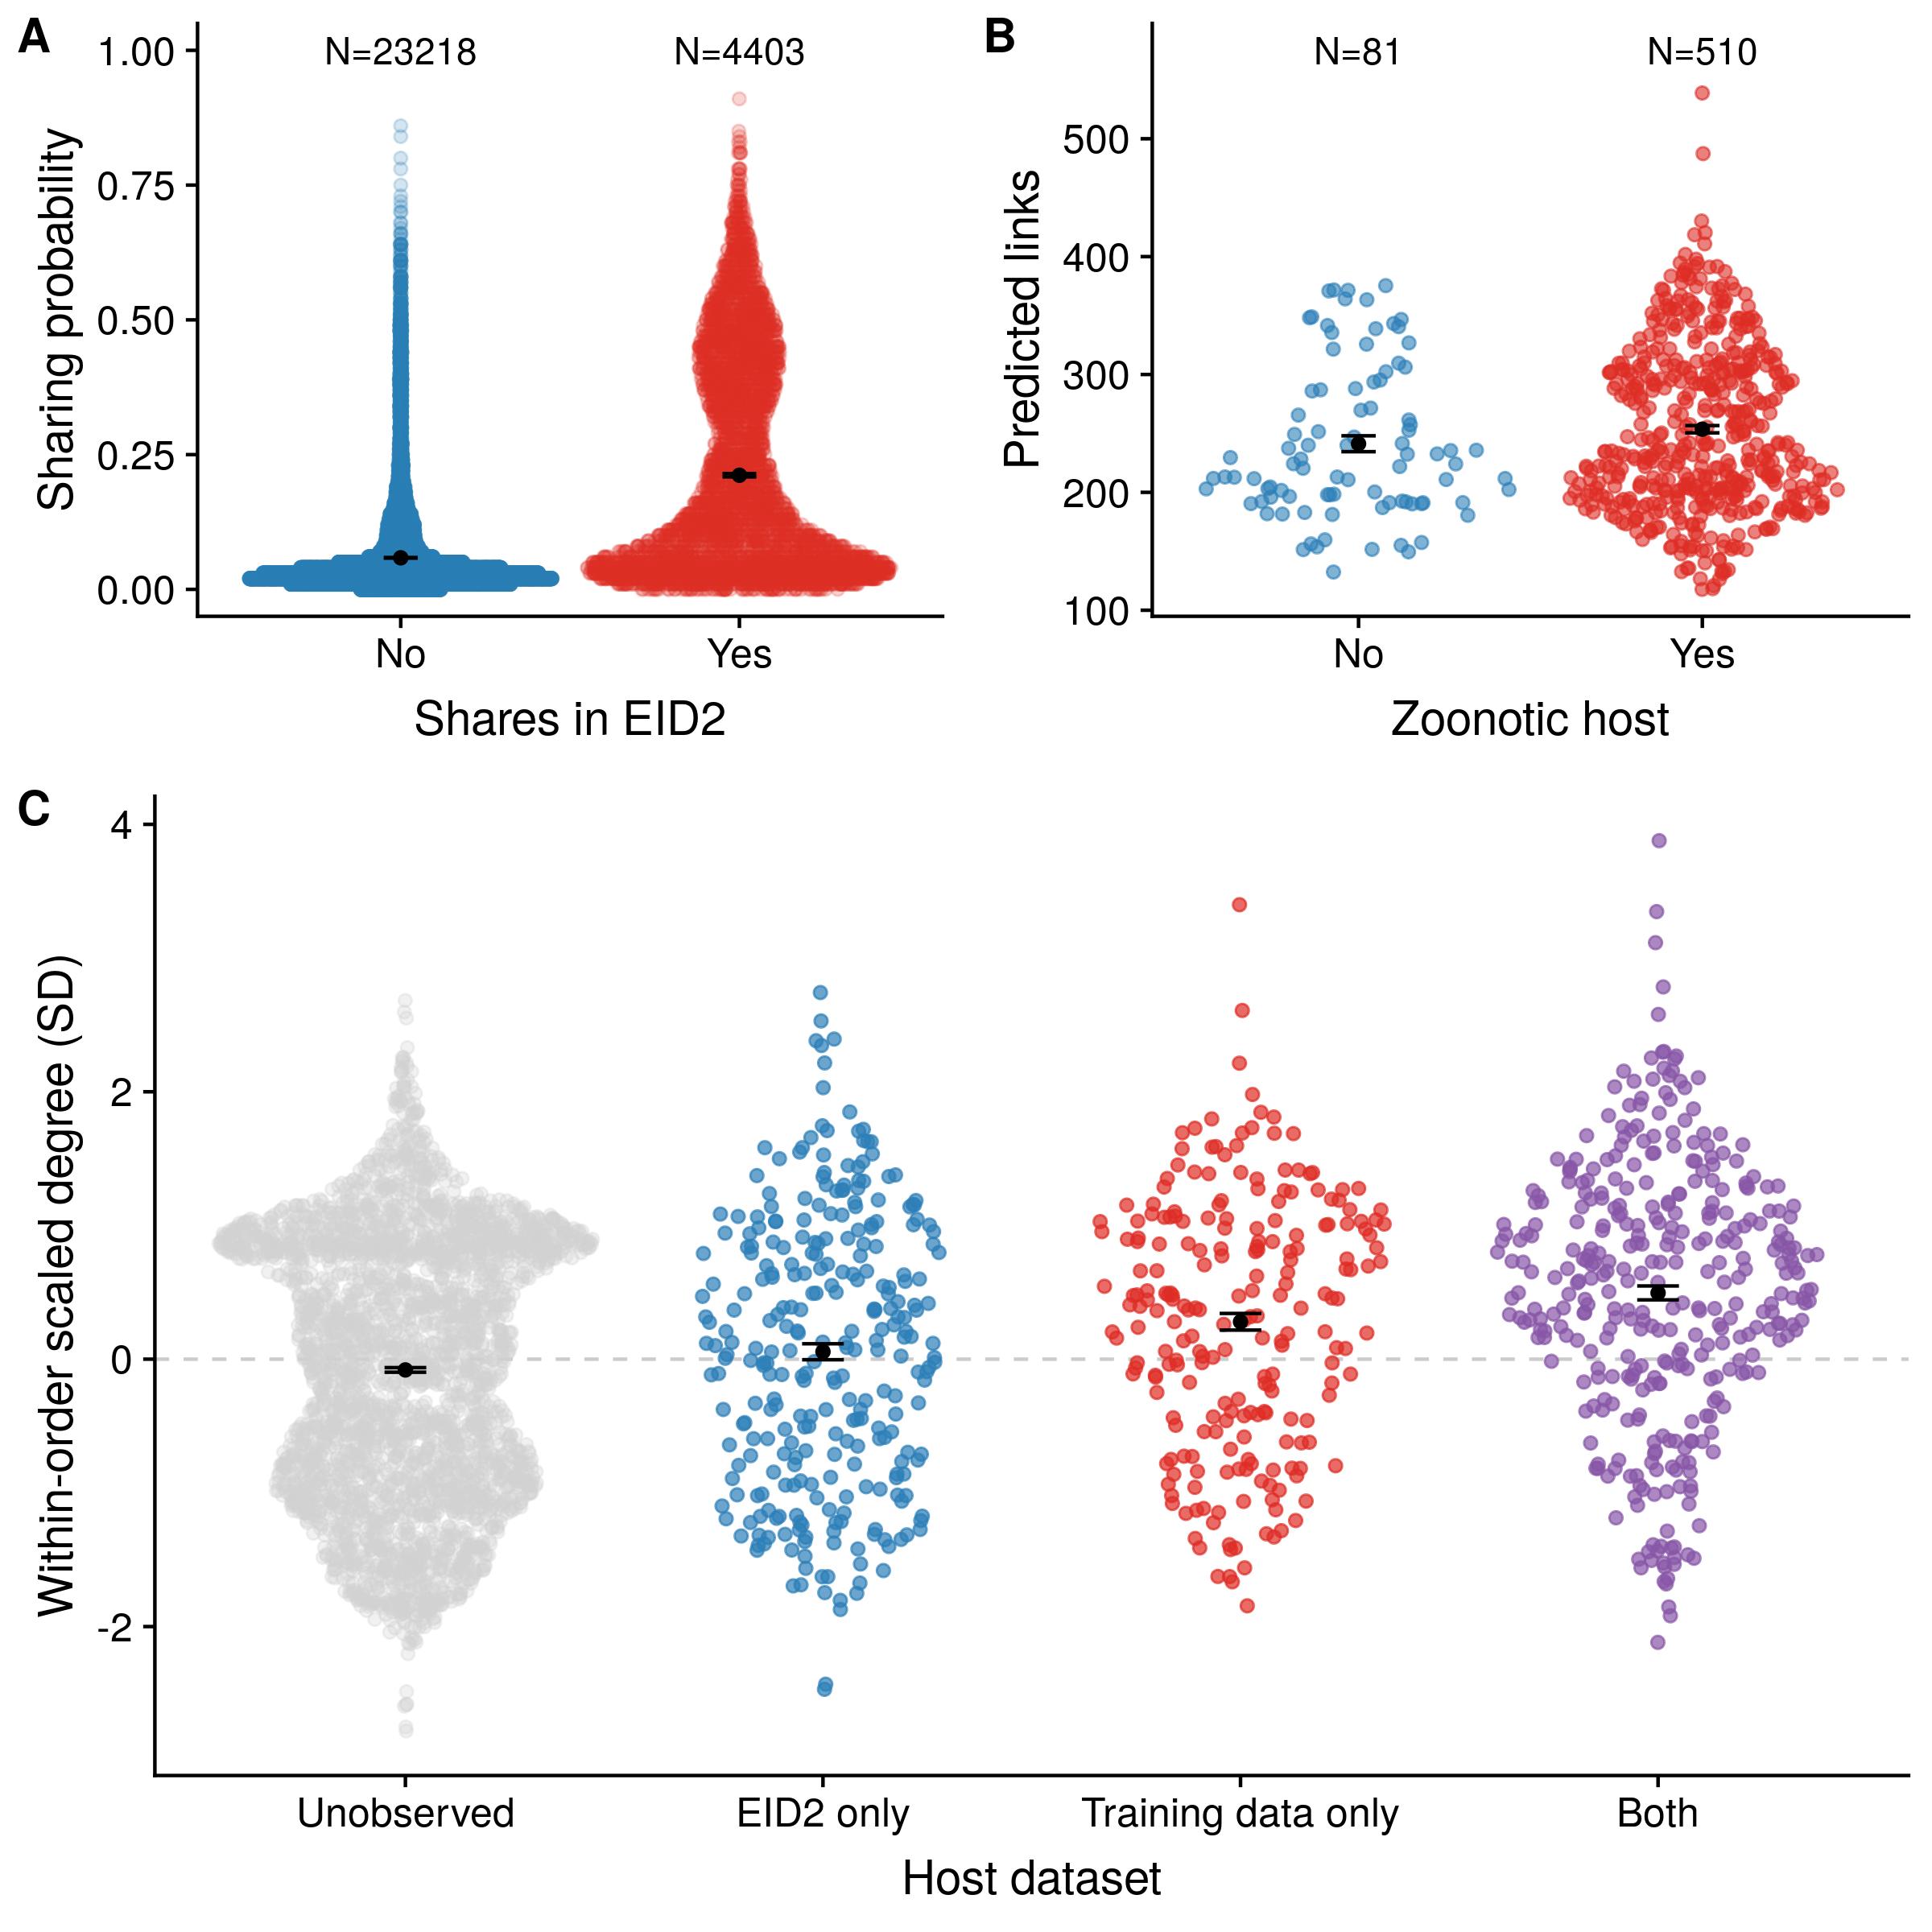 A
N=23218
N=4403
Sharing probability
1.00
0.75
0.50
0.25
0.00
No
Yes
Shares in EID2
B
N=81
N=510
Predicted links
500
400
300
200
100
No
Yes
Zoonotic host
C
Within-order scaled degree (SD)
4
2
0
-2
Unobserved
EID2 only
Training data only
Both
Host dataset